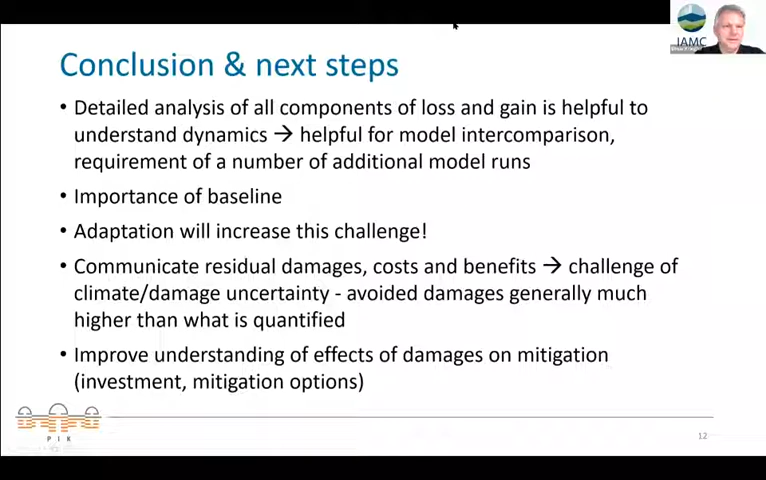 IAMC
Conclusion & next steps
• Detailed analysis of all components of loss and gain is helpful to
understand dynamics → helpful for model intercomparison,
requirement of a number of additional model runs
• Importance of baseline
• Adaptation will increase this challenge!
• Communicate residual damages, costs and benefits → challenge of
climate/damage uncertainty - avoided damages generally much
higher than what is quantified
• Improve understanding of effects of damages on mitigation
(investment, mitigation options)
P I K
12